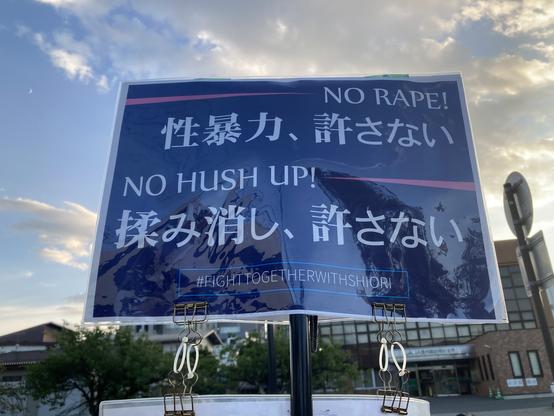 NO RAPE!
性暴力、許さない
NO HUSH UP!
揉み消し、許さない
#FIGHTTOGETHERWITHSHIORI